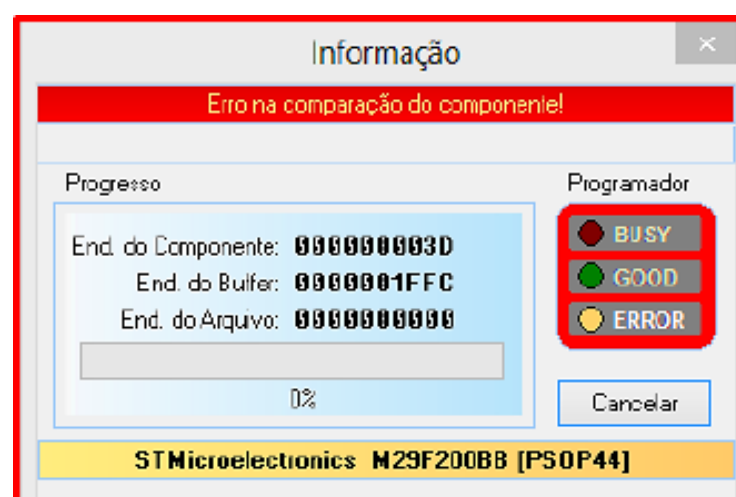 Informação
Erro na comparação do componente!
Progresso
Programador
End. do Componente: 000000003D
End. do Buffer: 0000001FFC
End. do Arquivo: 0000000000
0%
BUSY
GOOD
ERROR
Cancelar
STMicroelectronics M29F200BB [PSOP44]